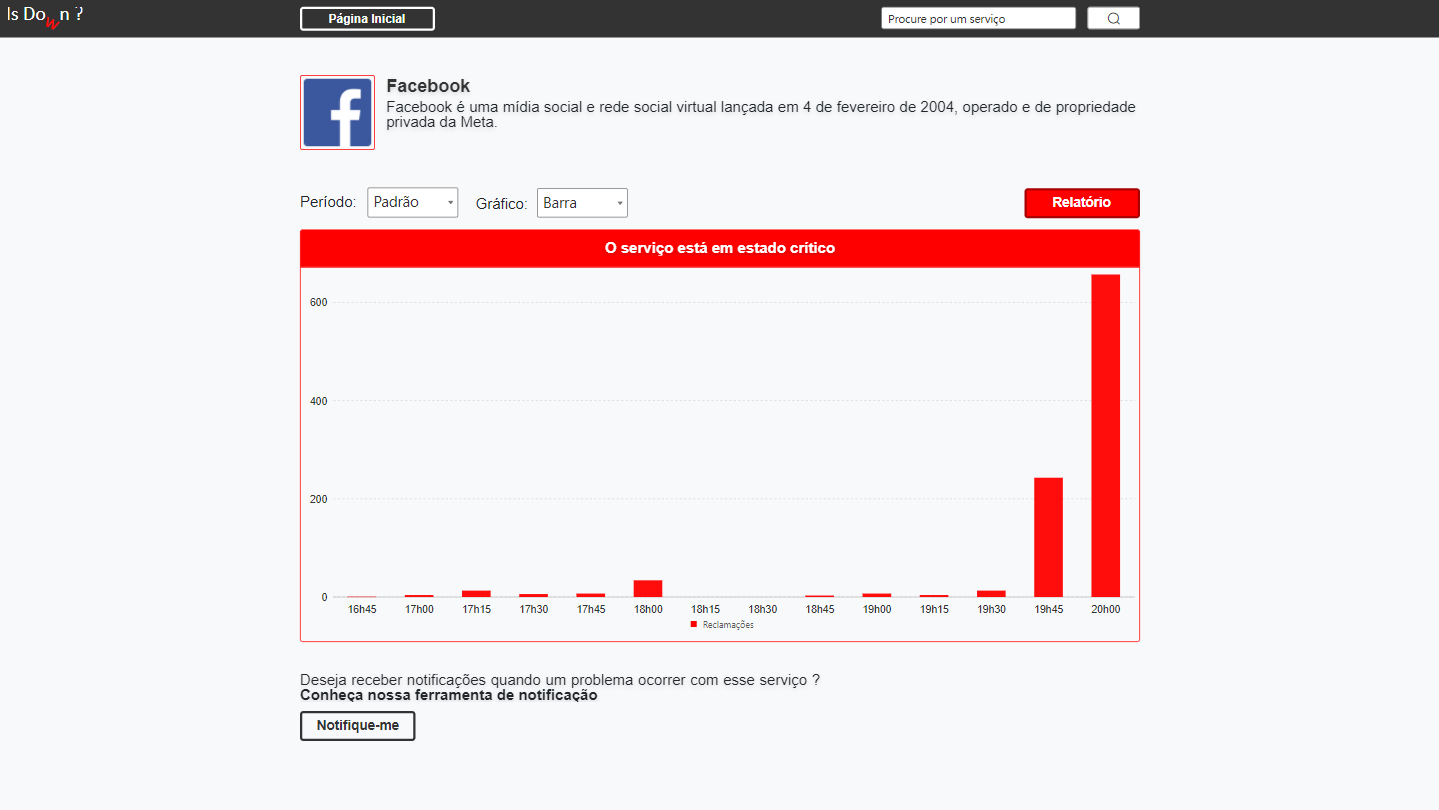 Is Down ?
Página Inicial
Procure por um serviço
Facebook
Facebook é uma mídia social e rede social virtual lançada em 4 de fevereiro de 2004, operado e de propriedade
privada da Meta.
Período: Padrão Gráfico: Barra Relatório
O serviço está em estado crítico
600
400
200
0
16h45 17h00 17h15 17h30 17h45 18h00 18h15 18h30 18h45 19h00 19h15 19h30 19h45 20h00
Reclamações
Deseja receber notificações quando um problema ocorrer com esse serviço ?
Conheça nossa ferramenta de notificação
Notifique-me